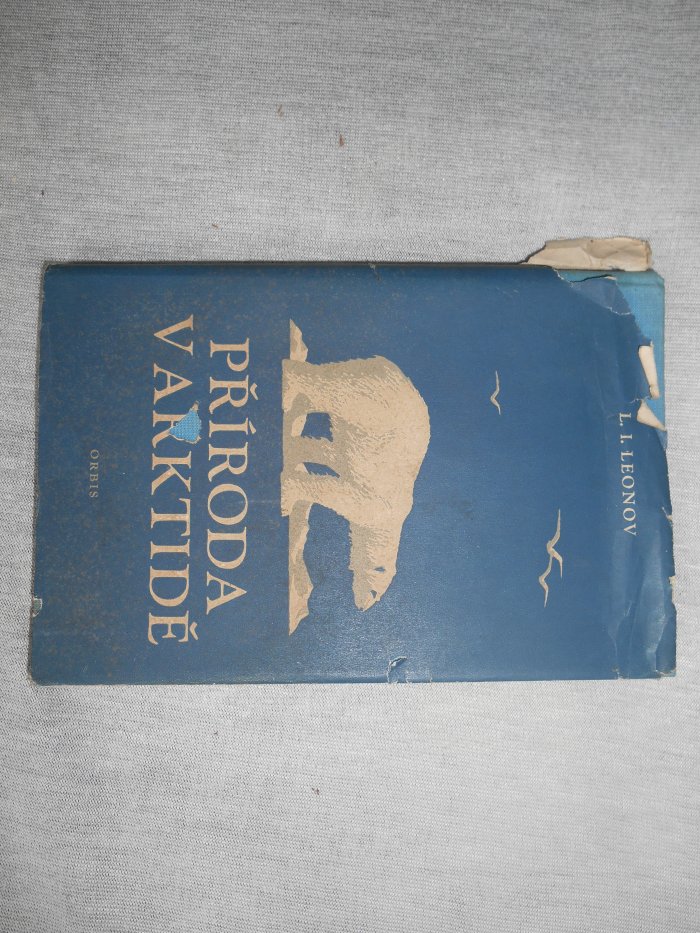 L. I. LEONOV
PŘÍRODA
V ARKTIDĚ
ORBIS